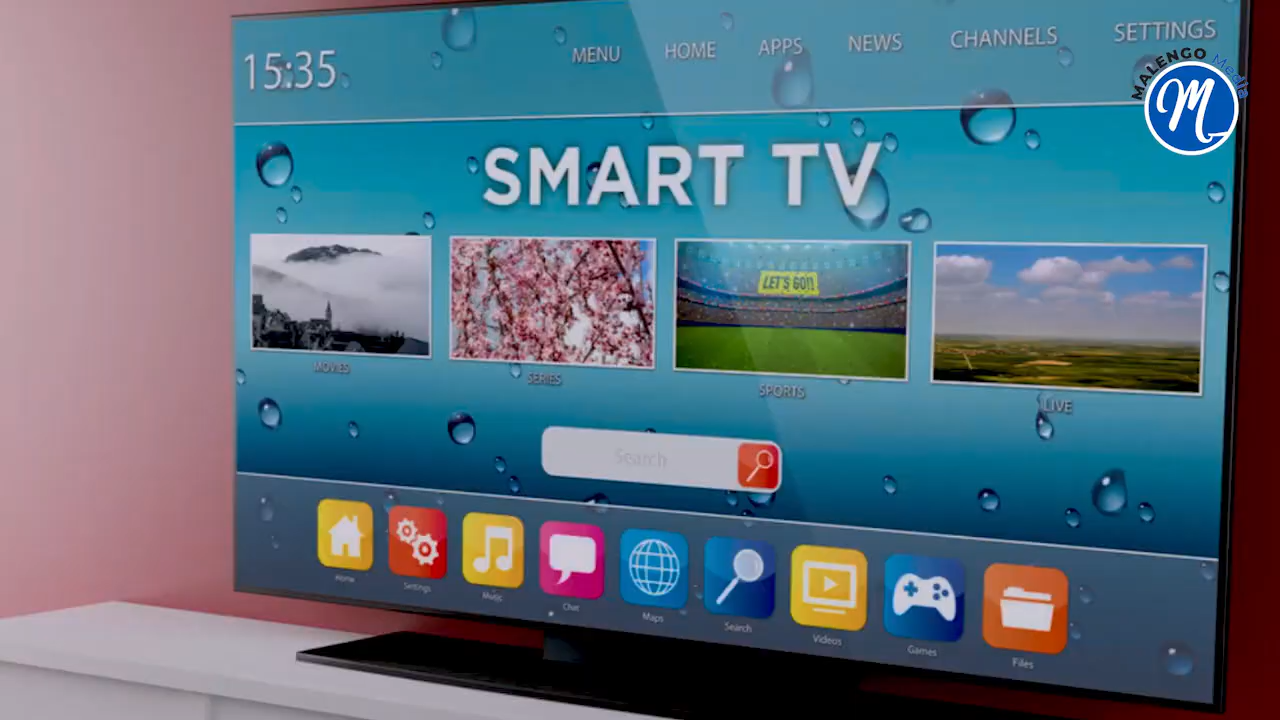 15:35
MENU HOME APPS NEWS CHANNELS SETTINGS
MALENGO Media
M
SMART TV
LET'S GO!!
MOVIES SERIES SPORTS LIVE
Search
Home Settings Music Chat Maps Search Videos Games Files